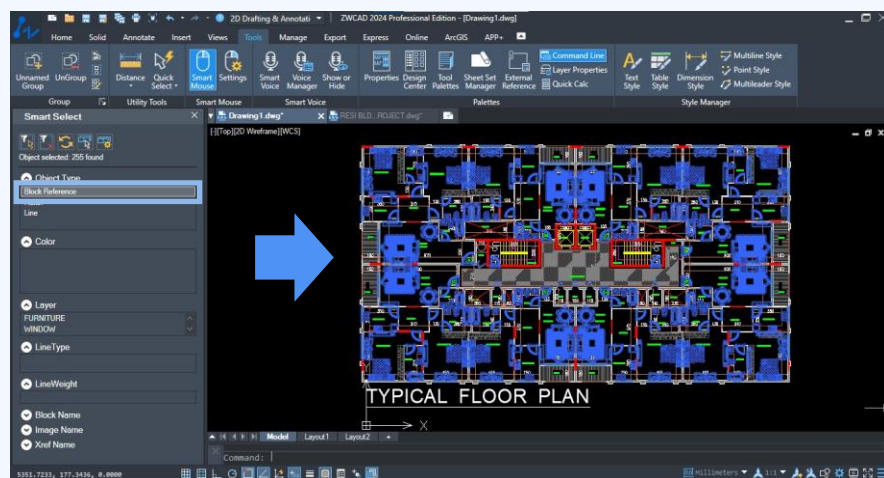 2D Drafting & Annotati
ZWCAD 2024 Professional Edition - [Drawing1.dwg]
Home Solid Annotate Insert Views Tools Manage Export Express Online ArcGIS APP+
Unnamed Group
UnGroup
Distance
Quick Select
Smart Mouse
Settings
Smart Voice
Voice Manager
Show or Hide
Properties
Design Center
Tool Palettes
Sheet Set Manager
External Reference
Command Line
Layer Properties
Quick Calc
Text Style
Table Style
Dimension Style
Multiline Style
Point Style
Multileader Style
Group Utility Tools Smart Mouse Smart Voice Palettes Style Manager
Smart Select
Drawing1.dwg*
RESI BLD...ROJECT.dwg*
[-][Top][2D Wireframe][WCS]
Object selected: 255 found
Object Type
Block Reference
Line
Color
Layer
FURNITURE
WINDOW
LineType
LineWeight
Block Name
Image Name
Xref Name
TYPICAL FLOOR PLAN
X
Model Layout1 Layout2 +
Command:
5351.7233, 177.3436, 0.0000
Millimeters
1:1